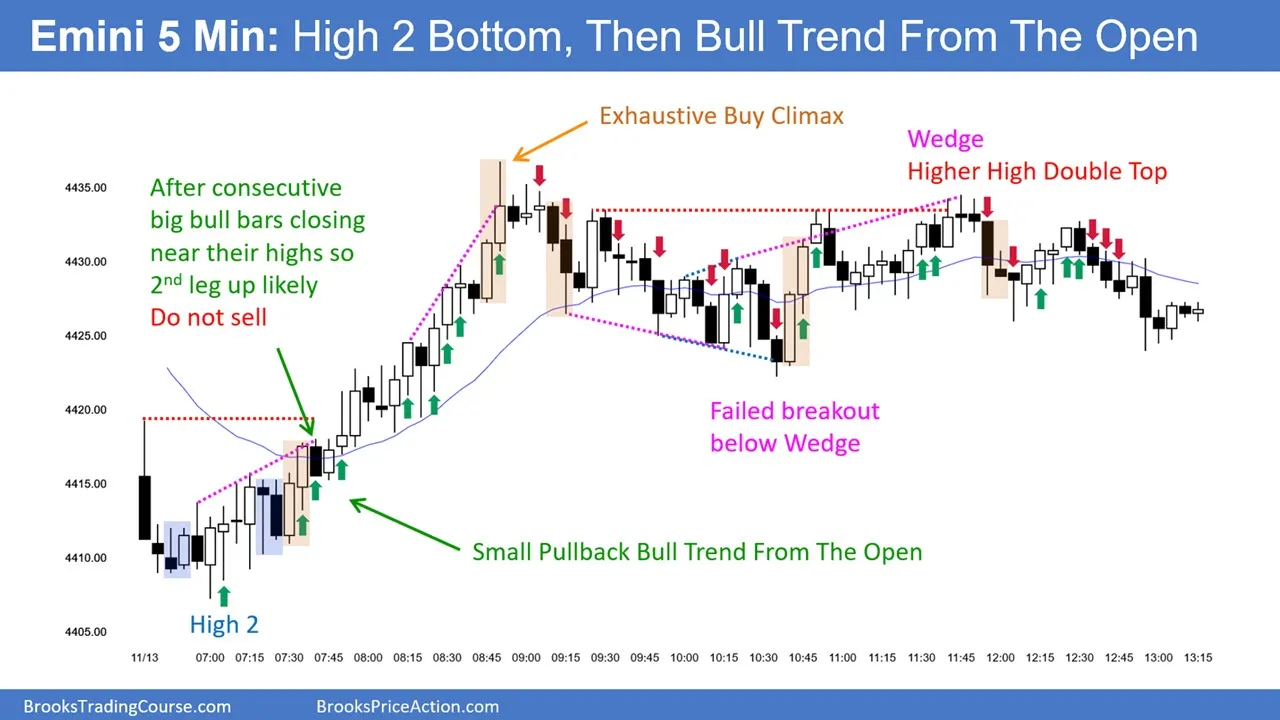 Emini 5 Min: High 2 Bottom, Then Bull Trend From The Open
Exhaustive Buy Climax
Wedge
Higher High Double Top
After consecutive
big bull bars closing
near their highs so
2nd leg up likely
Do not sell
4435.00
4430.00
4425.00
4420.00
4415.00
4410.00
4405.00
Failed breakout
below Wedge
Small Pullback Bull Trend From The Open
High 2
11/13 07:00 07:15 07:30 07:45 08:00 08:15 08:30 08:45 09:00 09:15 09:30 09:45 10:00 10:15 10:30 10:45 11:00 11:15 11:30 11:45 12:00 12:15 12:30 12:45 13:00 13:15
BrooksTradingCourse.com BrooksPriceAction.com